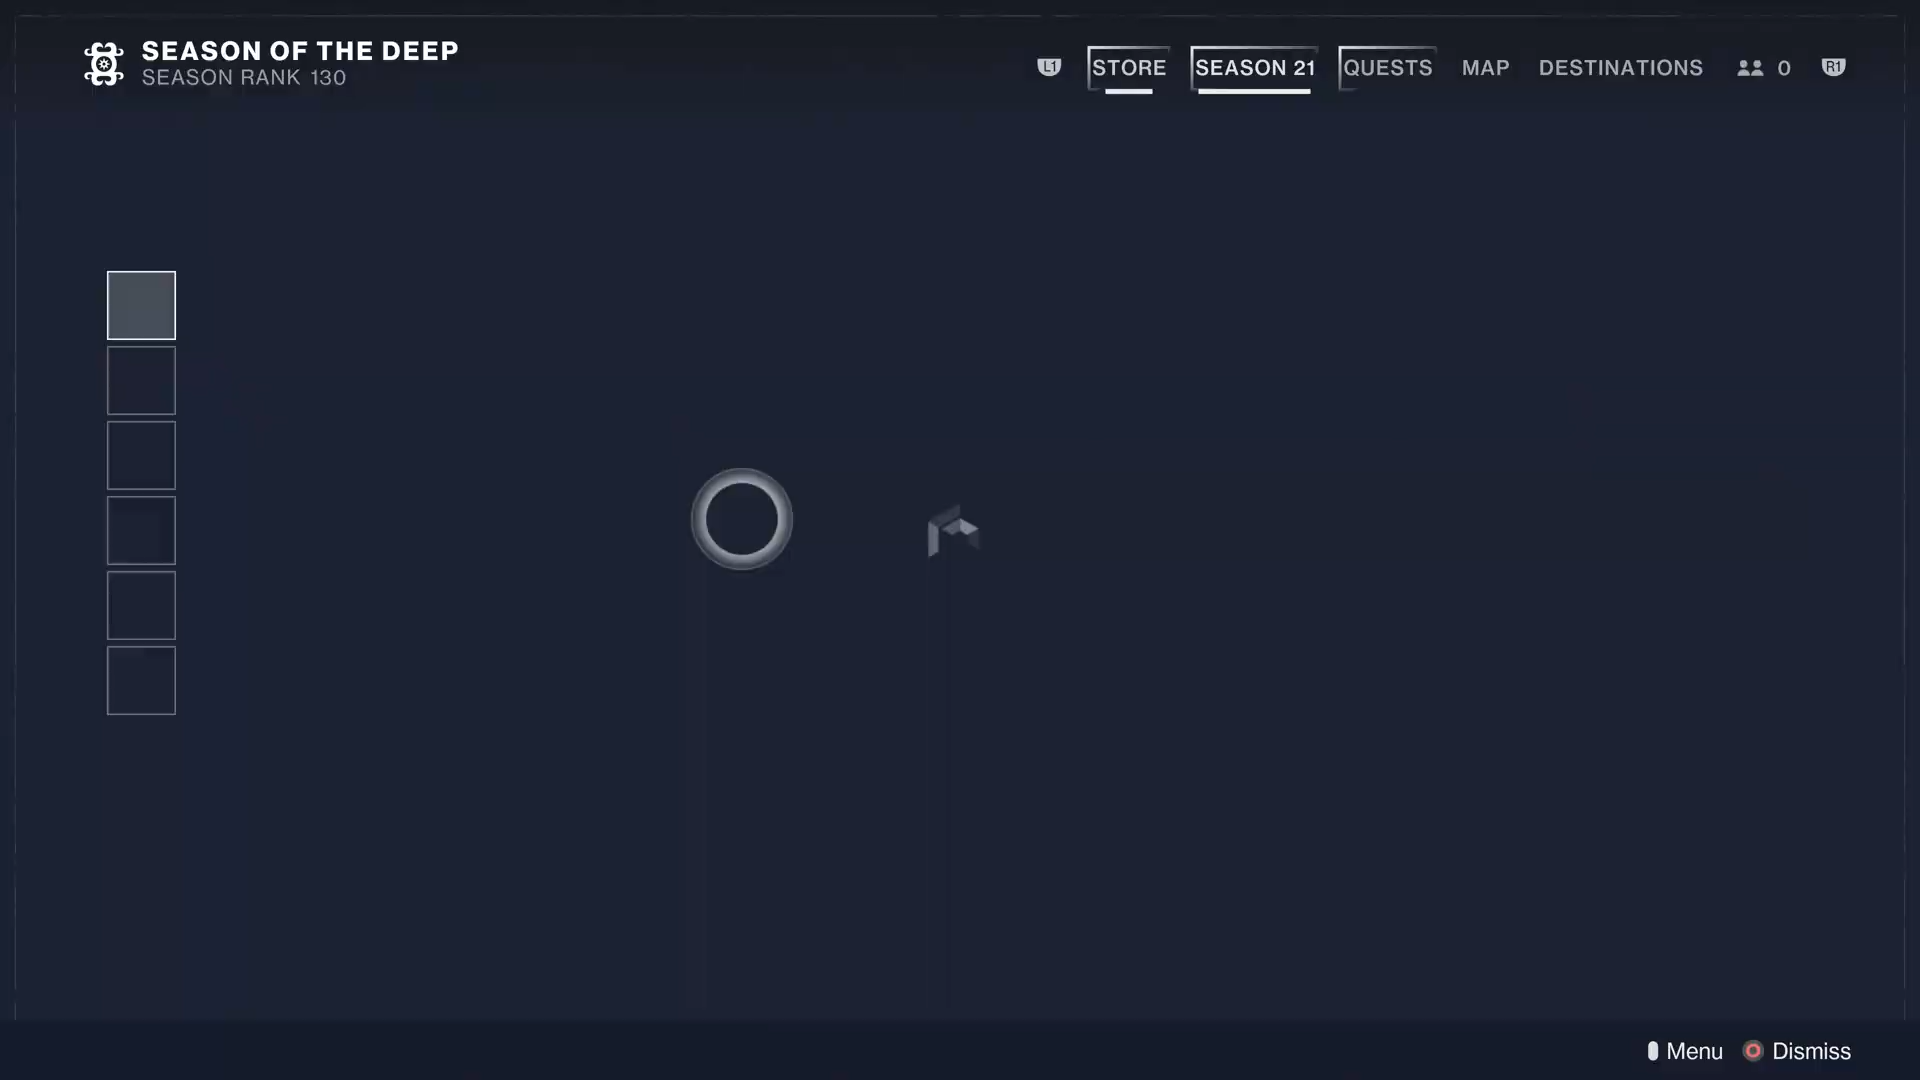 SEASON OF THE DEEP
SEASON RANK 130
L1 STORE SEASON 21 QUESTS MAP DESTINATIONS 0 R1
Menu Dismiss